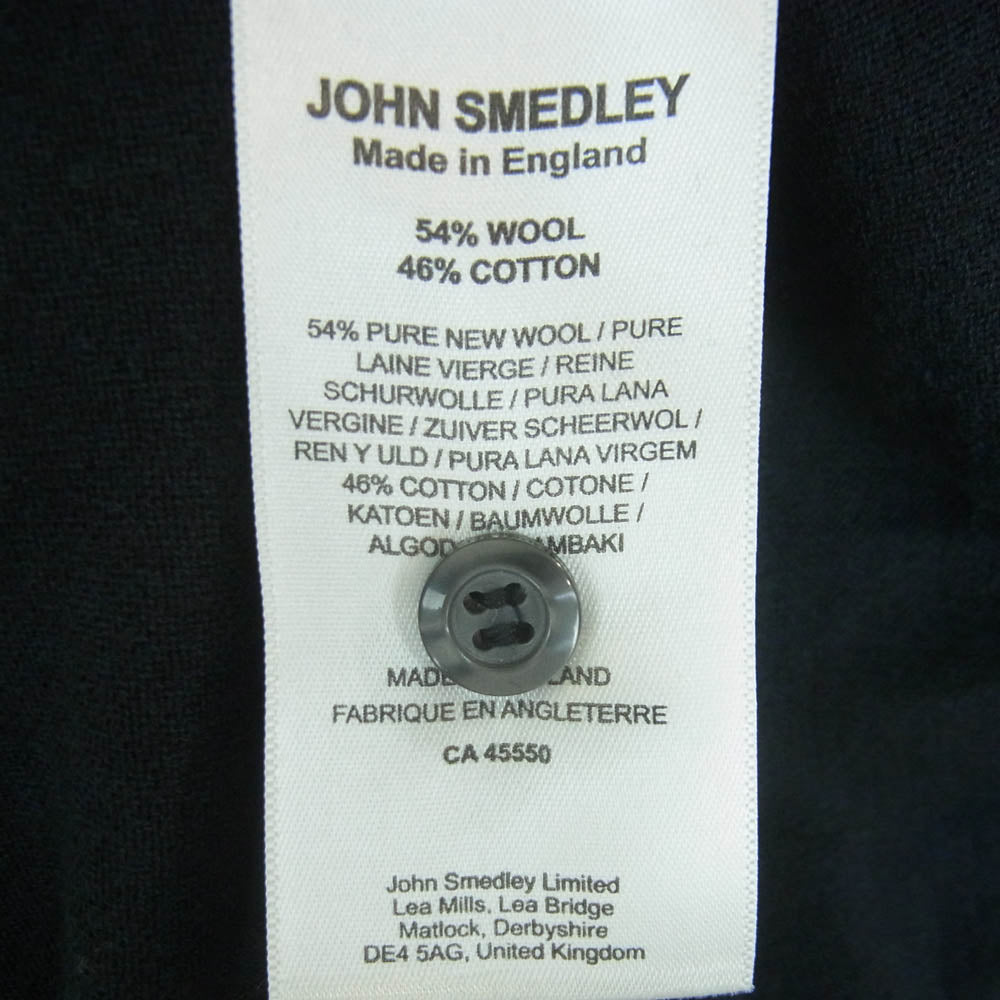 JOHN SMEDLEY
Made in England
54% WOOL
46% COTTON
54% PURE NEW WOOL / PURE
LAINE VIERGE / REINE
SCHURWOLLE / PURA LANA
VERGINE / ZUIVER SCHEERWOL /
REN Y ULD / PURA LANA VIRGEM
46% COTTON / COTONE /
KATOEN / BAUMWOLLE /
MADE
FABRIQUE EN ANGLETERRE
CA 45550
John Smedley Limited
Lea Mills, Lea Bridge
Matlock, Derbyshire
DE4 5AG, United Kingdom